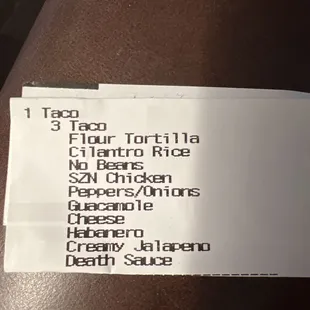 1 Taco
3 Taco
Flour Tortilla
Cilantro Rice
No Beans
SZN Chicken
Peppers/Onions
Guacamole
Cheese
Habanero
Creamy Jalapeno
Death Sauce